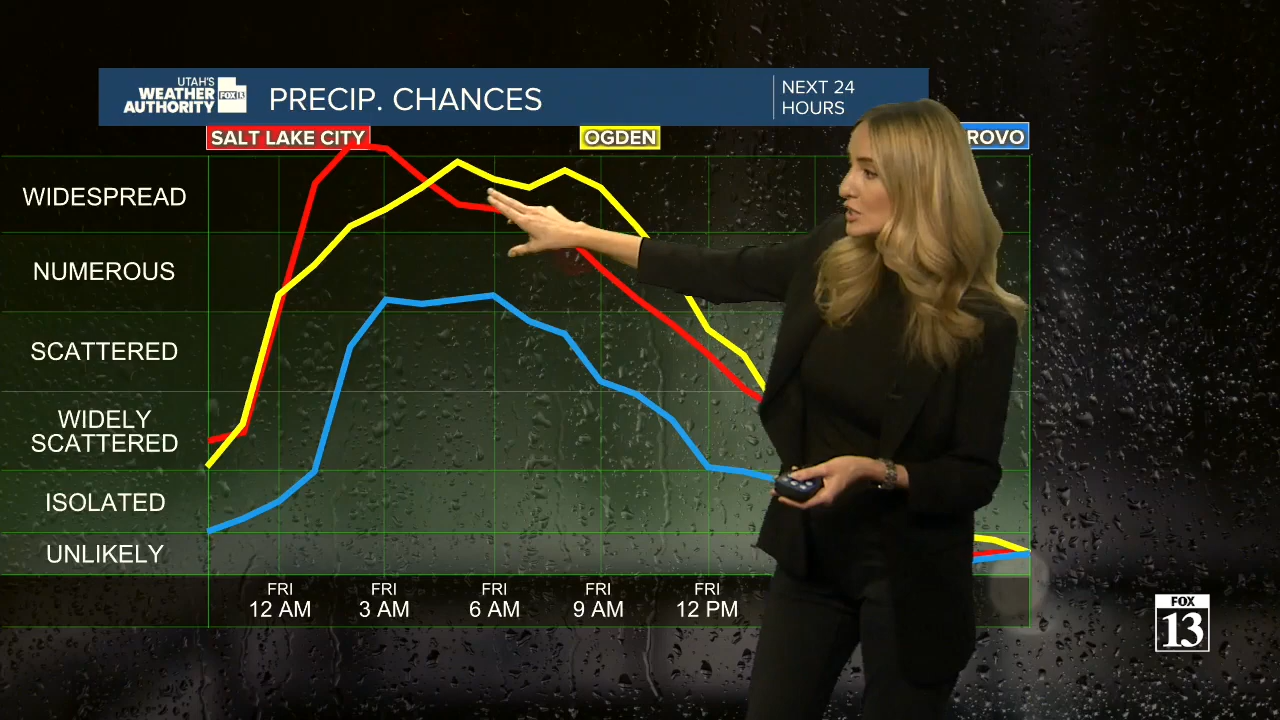 UTAH'S
WEATHER
AUTHORITY
FOX 13
PRECIP. CHANCES
NEXT 24
HOURS
SALT LAKE CITY
OGDEN
ROVO
WIDESPREAD
NUMEROUS
SCATTERED
WIDELY
SCATTERED
ISOLATED
UNLIKELY
FRI
12 AM
FRI
3 AM
FRI
6 AM
FRI
9 AM
FRI
12 PM
FOX
13